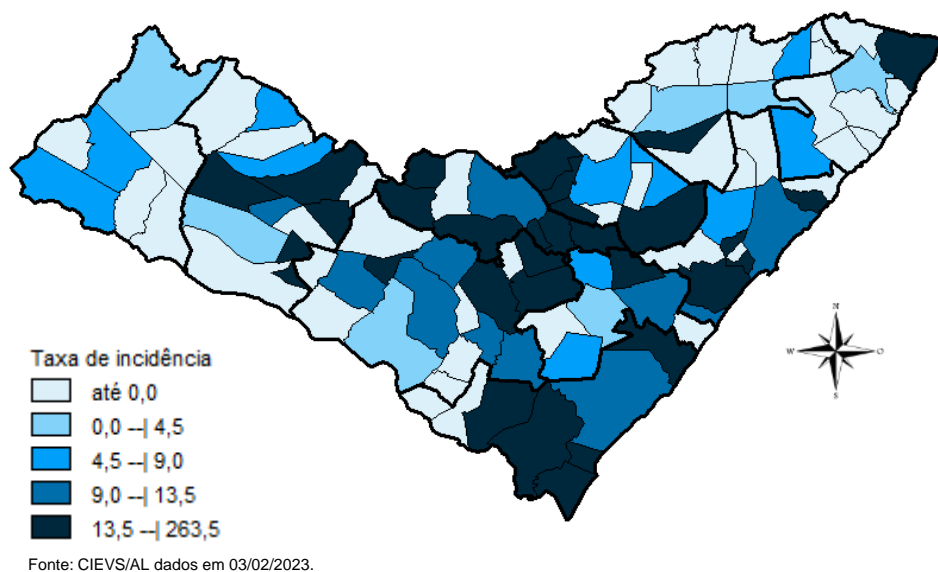 N
W
O
S
Taxa de incidência
até 0,0
0,0 --| 4,5
4,5 --| 9,0
9,0 --| 13,5
13,5 --| 263,5
Fonte: CIEVS/AL dados em 03/02/2023.